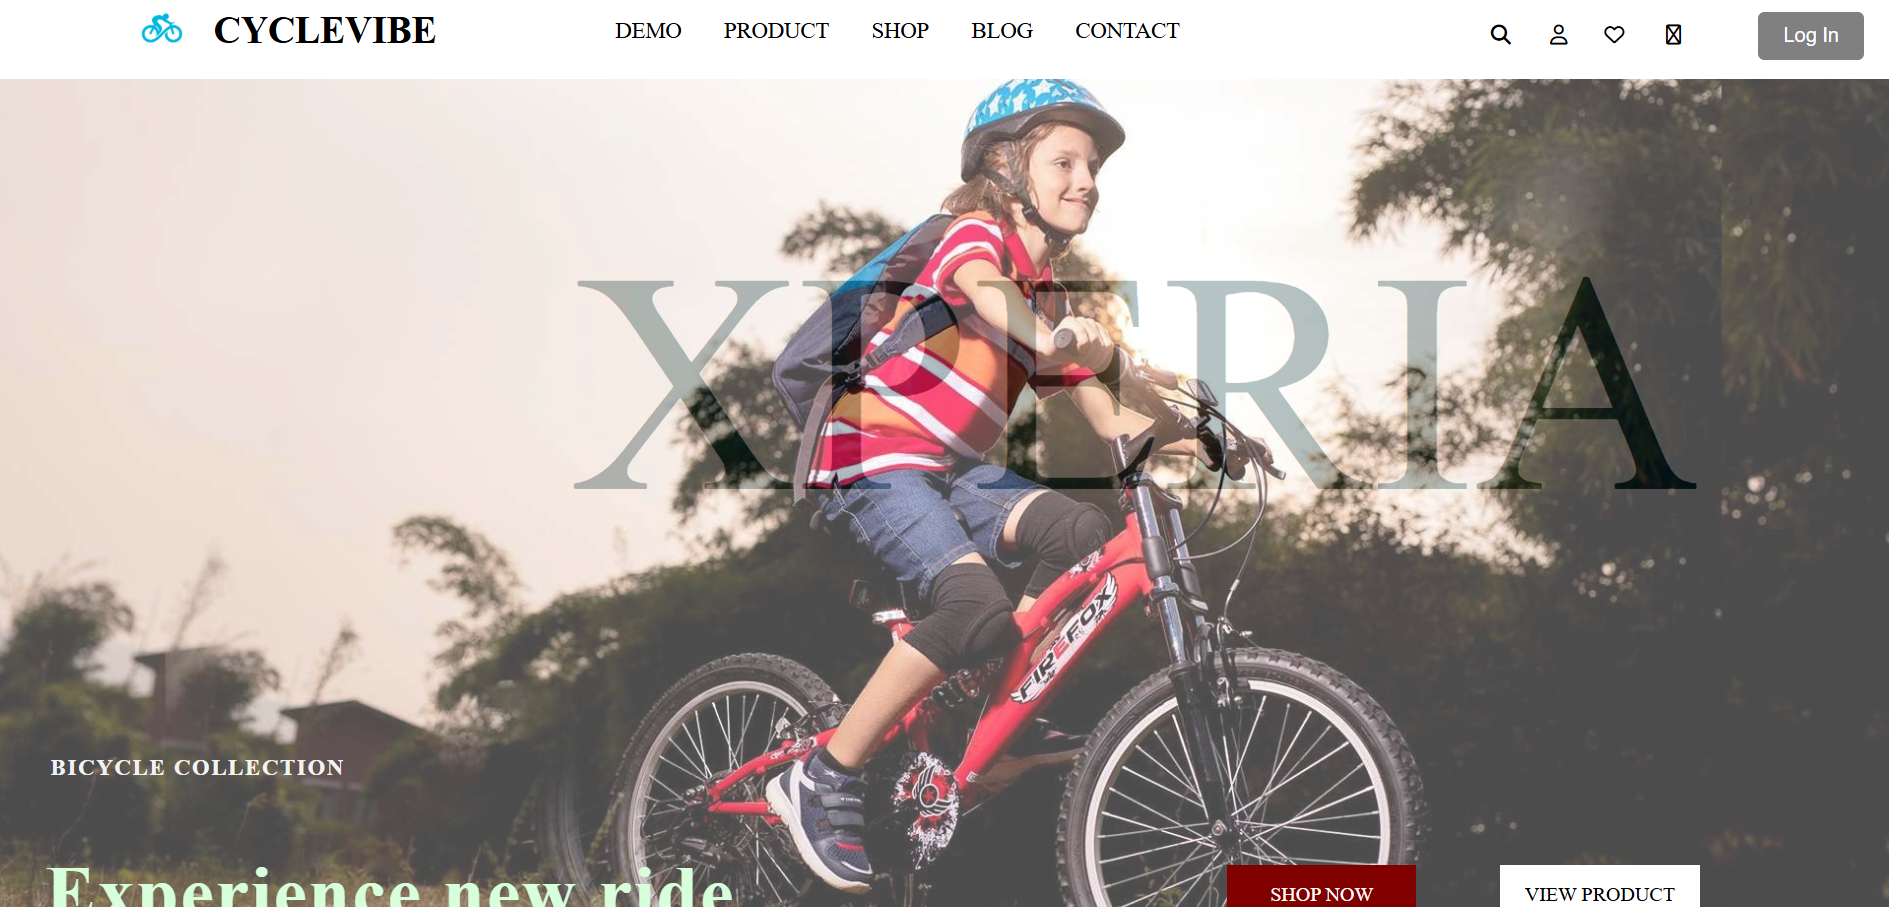 CYCLEVIBE
DEMO PRODUCT SHOP BLOG CONTACT
Log In
XPERIA
FIREFOX
BICYCLE COLLECTION
Experience new ride
SHOP NOW
VIEW PRODUCT